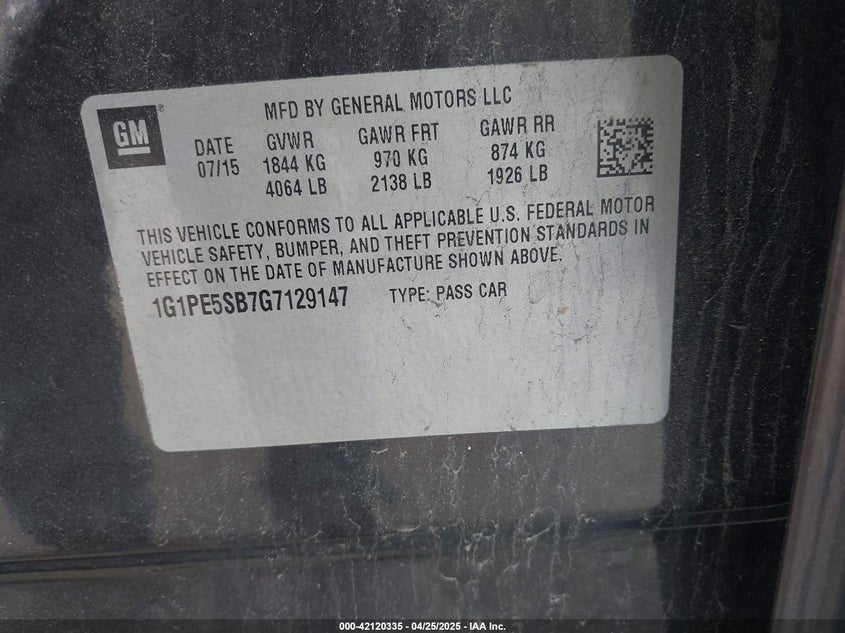 MFD BY GENERAL MOTORS LLC
GM
DATE GVWR GAWR FRT GAWR RR
07/15 1844 KG 970 KG 874 KG
4064 LB 2138 LB 1926 LB
THIS VEHICLE CONFORMS TO ALL APPLICABLE U.S. FEDERAL MOTOR
VEHICLE SAFETY, BUMPER, AND THEFT PREVENTION STANDARDS IN
EFFECT ON THE DATE OF MANUFACTURE SHOWN ABOVE.
1G1PE5SB7G7129147 TYPE: PASS CAR
000-42120335 - 04/25/2025 - IAA Inc.